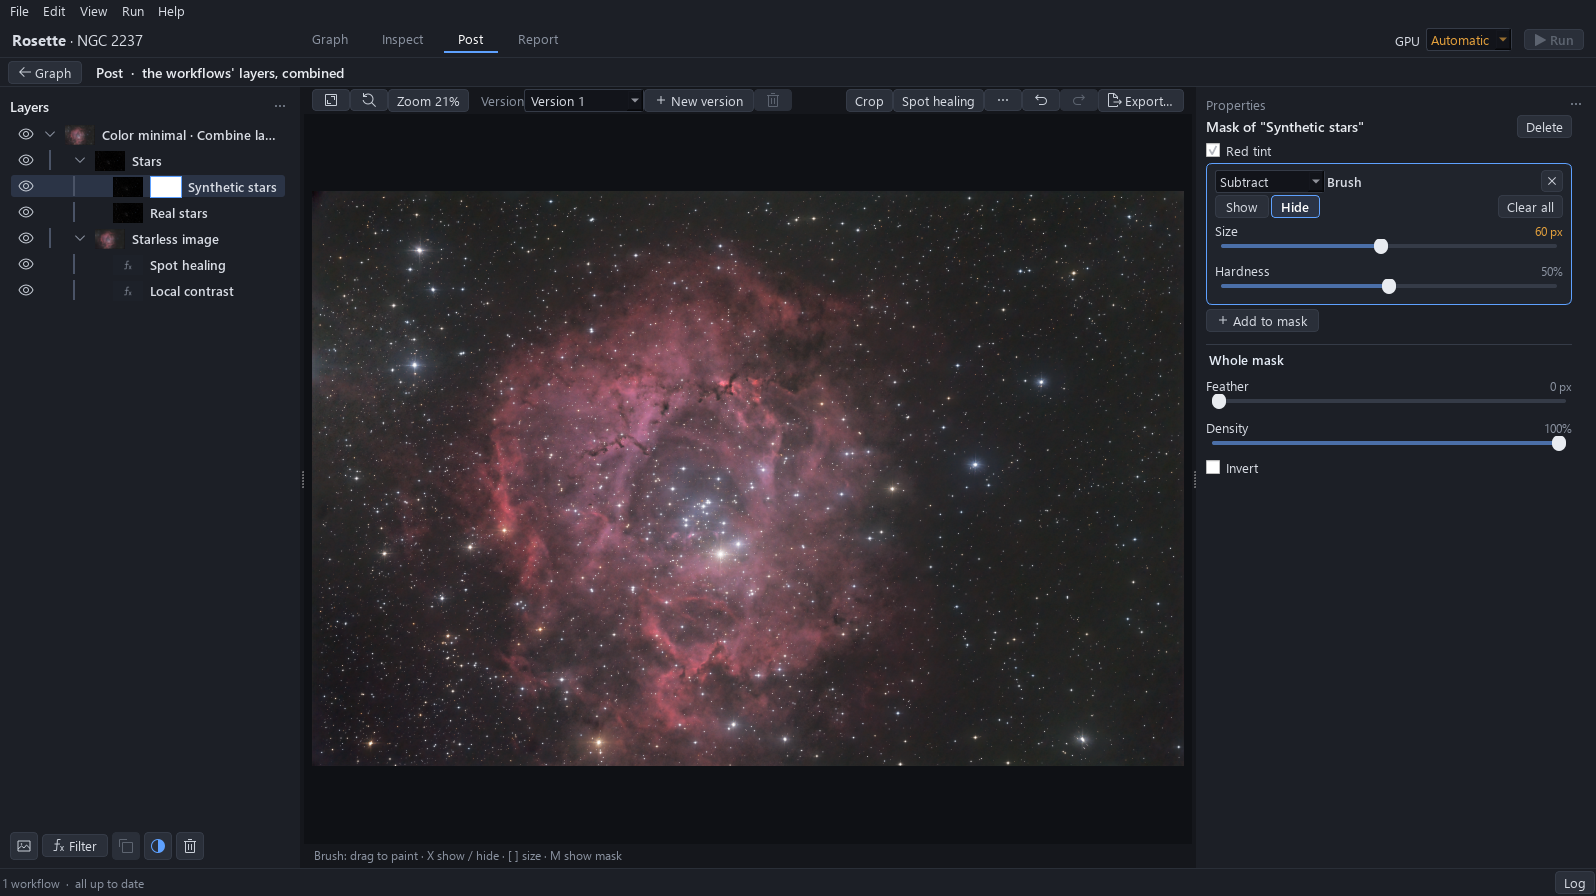 File Edit View Run Help
Rosette · NGC 2237
Graph Inspect Post Report
GPU Automatic Run
Graph
Post · the workflows' layers, combined
Layers
Color minimal · Combine la...
Stars
Synthetic stars
Real stars
Starless image
Spot healing
Local contrast
Filter
Zoom 21% Version Version 1 + New version
Crop Spot healing ... Export...
Brush: drag to paint · X show / hide · [ ] size · M show mask
Properties
Mask of "Synthetic stars" Delete
Red tint
Subtract Brush
Show Hide Clear all
Size 60 px
Hardness 50%
+ Add to mask
Whole mask
Feather 0 px
Density 100%
Invert
1 workflow · all up to date
Log